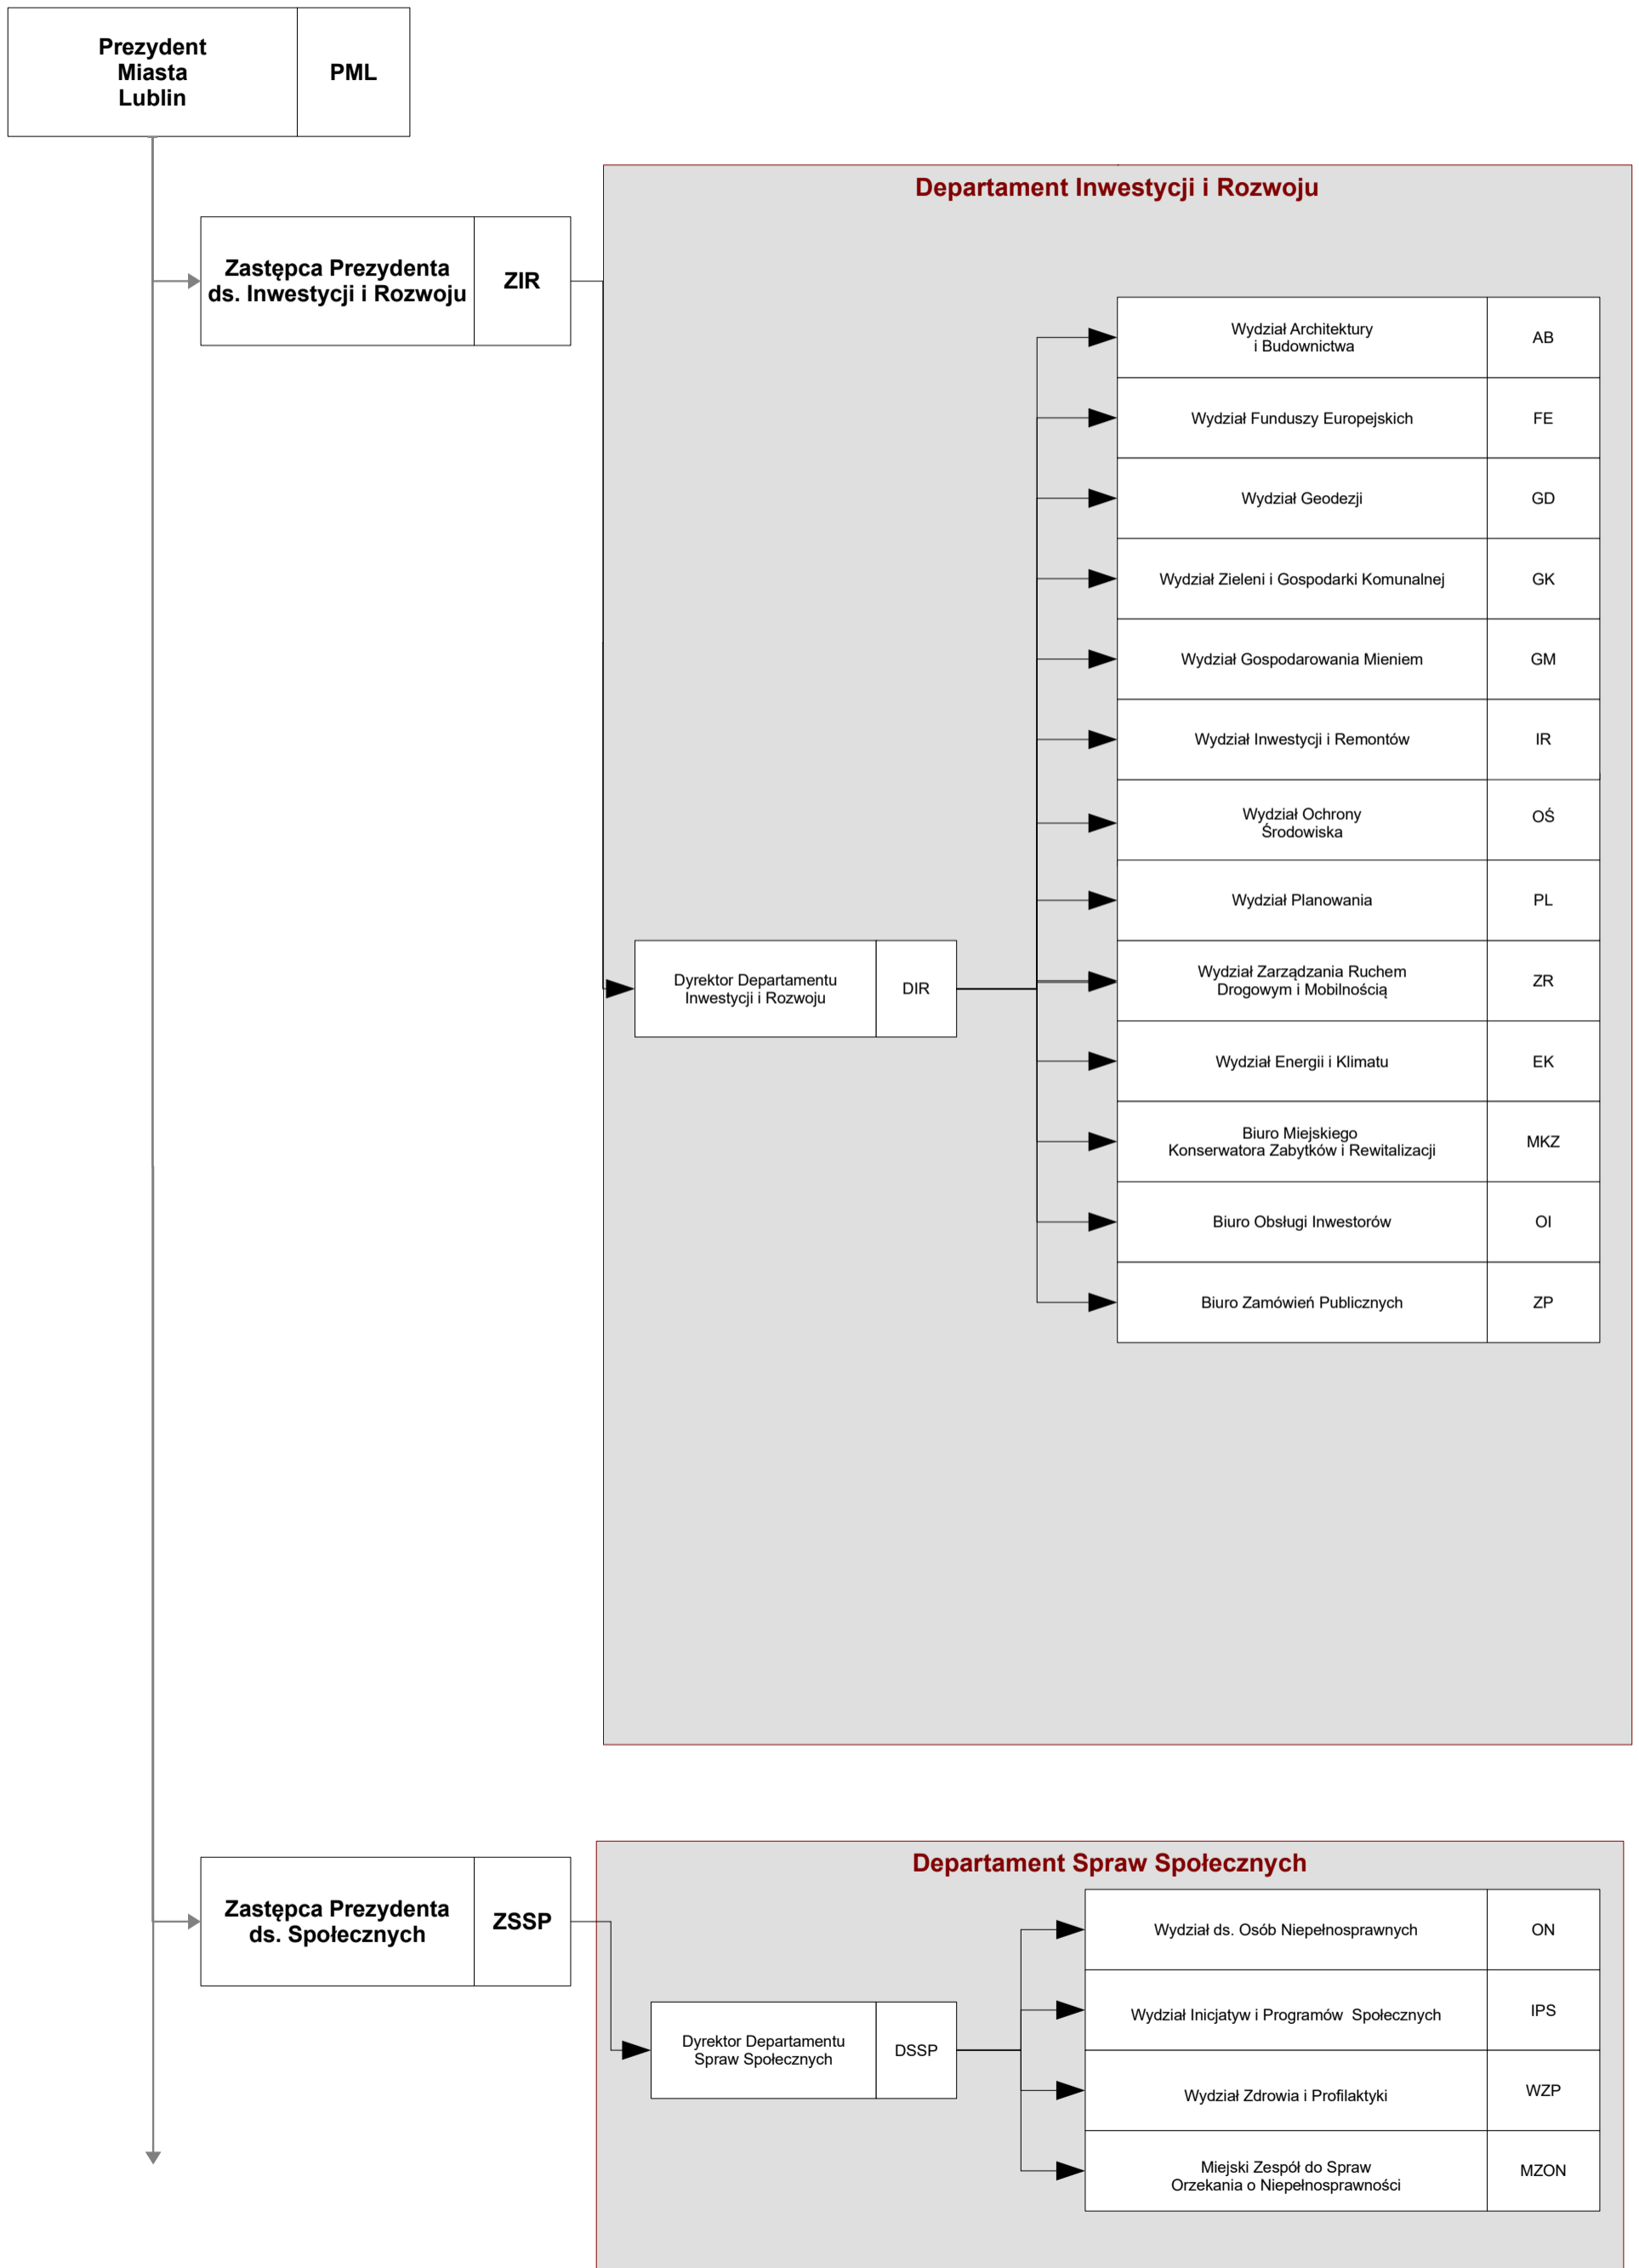 Prezydent
Miasta
Lublin
PML
Departament Inwestycji i Rozwoju
Zastępca Prezydenta
ds. Inwestycji i Rozwoju
ZIR
Wydział Architektury
i Budownictwa
AB
Wydział Funduszy Europejskich
FE
Wydział Geodezji
GD
Wydział Zieleni i Gospodarki Komunalnej
GK
Wydział Gospodarowania Mieniem
GM
Wydział Inwestycji i Remontów
IR
Wydział Ochrony
Środowiska
OŚ
Wydział Planowania
PL
Dyrektor Departamentu
Inwestycji i Rozwoju
DIR
Wydział Zarządzania Ruchem
Drogowym i Mobilnością
ZR
Wydział Energii i Klimatu
EK
Biuro Miejskiego
Konserwatora Zabytków i Rewitalizacji
MKZ
Biuro Obsługi Inwestorów
OI
Biuro Zamówień Publicznych
ZP
Departament Spraw Społecznych
Zastępca Prezydenta
ds. Społecznych
ZSSP
Wydział ds. Osób Niepełnosprawnych
ON
Wydział Inicjatyw i Programów  Społecznych
IPS
Dyrektor Departamentu
Spraw Społecznych
DSSP
Wydział Zdrowia i Profilaktyki
WZP
Miejski Zespół do Spraw
Orzekania o Niepełnosprawności
MZON